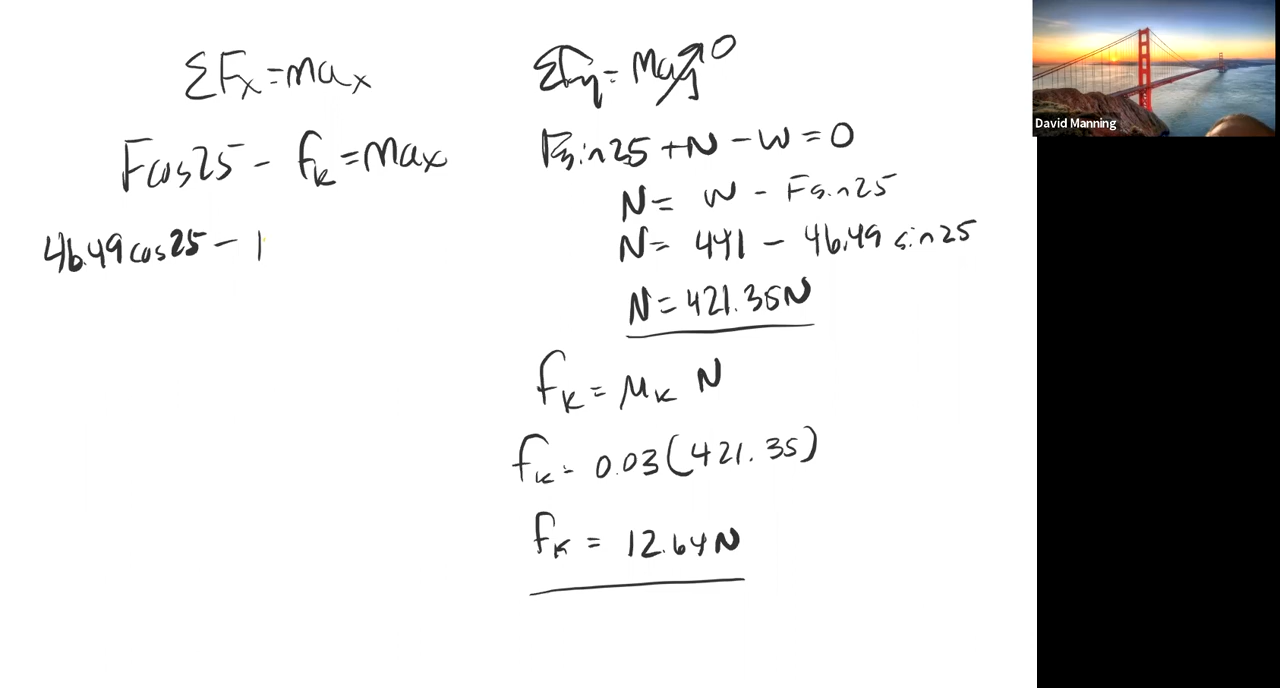 ΣFx=max
Fcos25 - fk=max
46.49cos25 - 1
ΣFy=May 0
Fsin25 + N - W = 0
N = W - Fsin25
N = 441 - 46.49 sin25
N = 421.35N
fk = μk N
fk = 0.03(421.35)
fk = 12.64N
David Manning